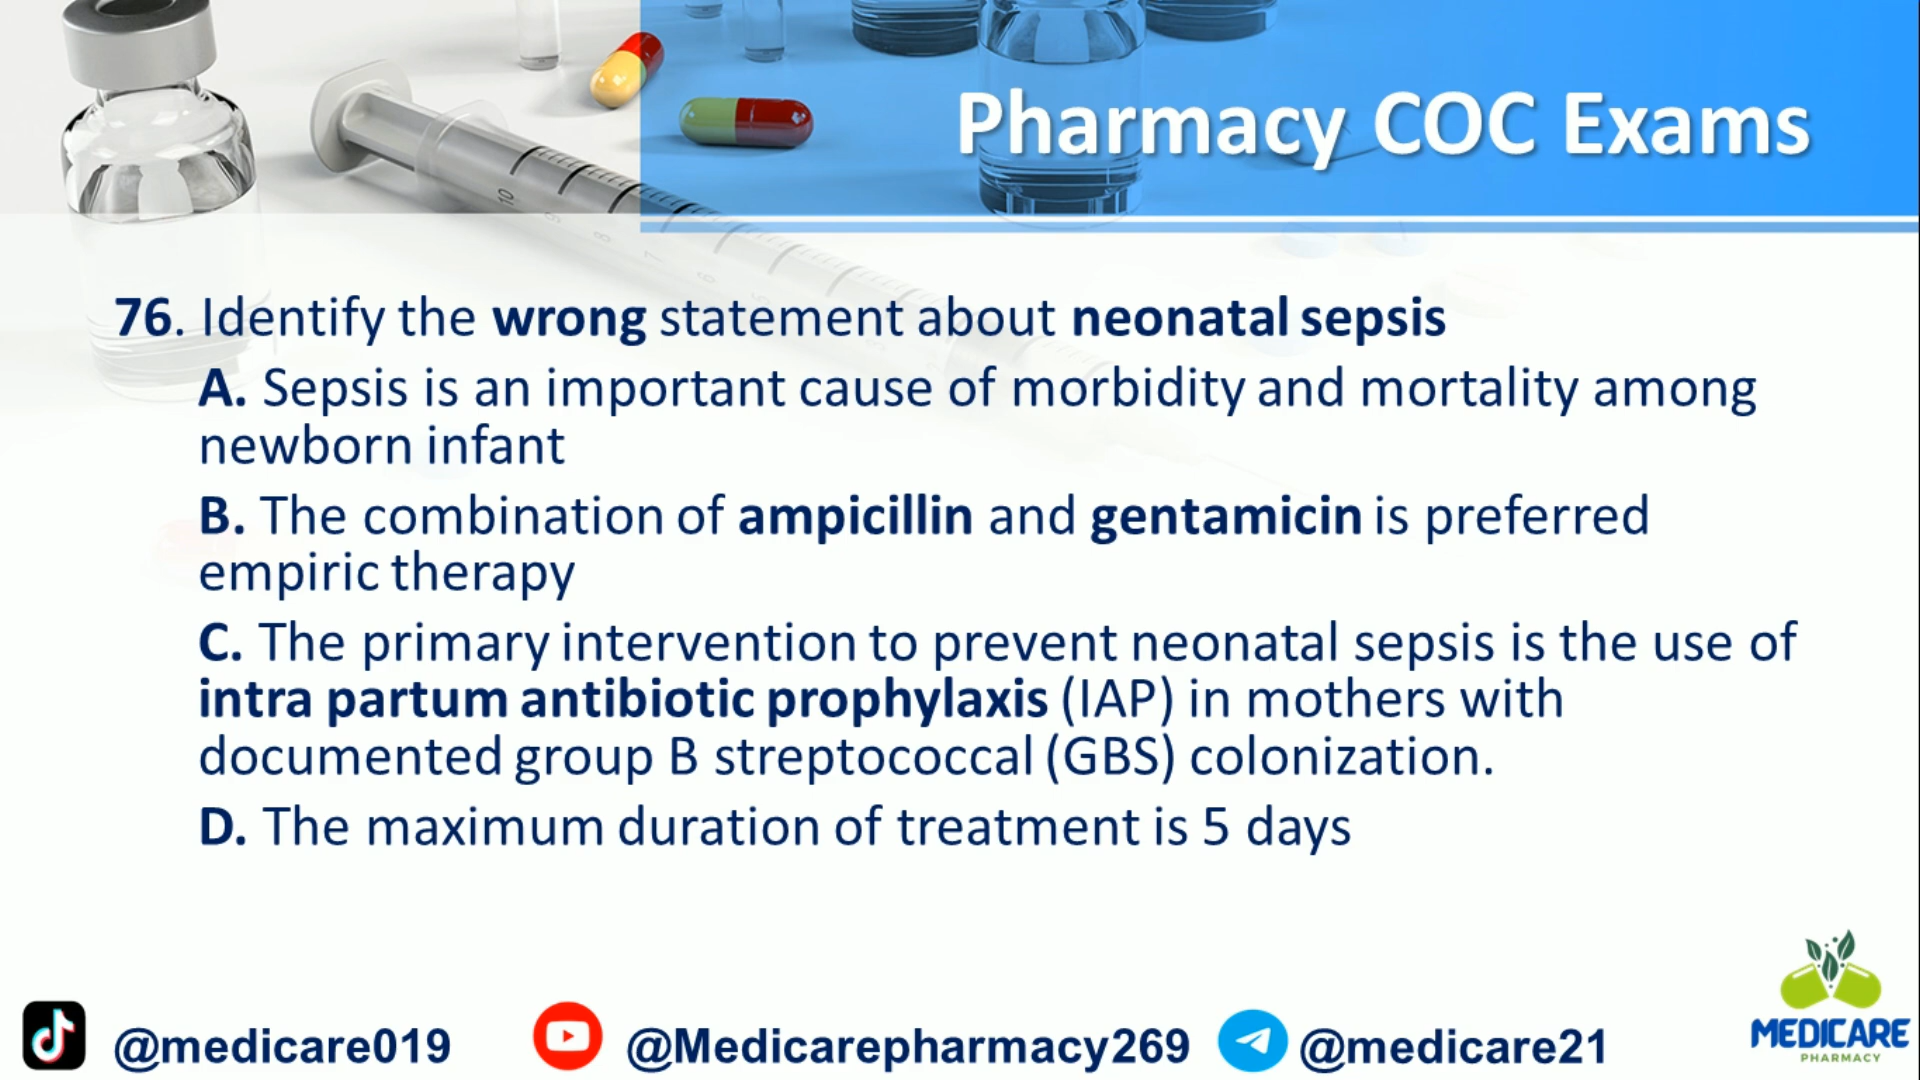 Pharmacy COC Exams
76. Identify the wrong statement about neonatal sepsis
A. Sepsis is an important cause of morbidity and mortality among
newborn infant
B. The combination of ampicillin and gentamicin is preferred
empiric therapy
C. The primary intervention to prevent neonatal sepsis is the use of
intra partum antibiotic prophylaxis (IAP) in mothers with
documented group B streptococcal (GBS) colonization.
D. The maximum duration of treatment is 5 days
@medicare019
@Medicarepharmacy269
@medicare21
MEDICARE
PHARMACY